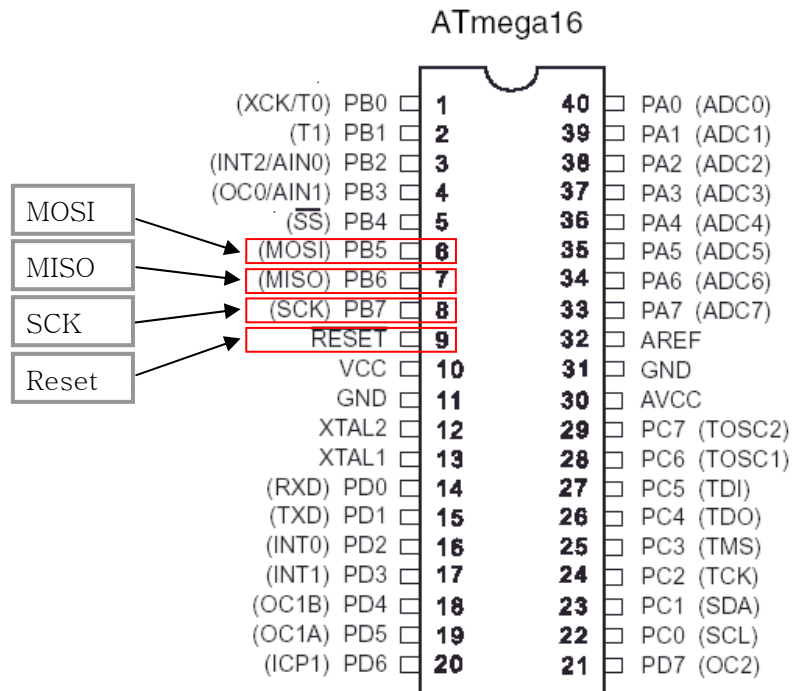 ATmega16
MOSI
MISO
SCK
Reset
(XCK/T0) PB0 1 40 PA0 (ADC0)
(T1) PB1 2 39 PA1 (ADC1)
(INT2/AIN0) PB2 3 38 PA2 (ADC2)
(OC0/AIN1) PB3 4 37 PA3 (ADC3)
(S̅S̅) PB4 5 36 PA4 (ADC4)
(MOSI) PB5 6 35 PA5 (ADC5)
(MISO) PB6 7 34 PA6 (ADC6)
(SCK) PB7 8 33 PA7 (ADC7)
R̅E̅S̅E̅T̅ 9 32 AREF
VCC 10 31 GND
GND 11 30 AVCC
XTAL2 12 29 PC7 (TOSC2)
XTAL1 13 28 PC6 (TOSC1)
(RXD) PD0 14 27 PC5 (TDI)
(TXD) PD1 15 26 PC4 (TDO)
(INT0) PD2 16 25 PC3 (TMS)
(INT1) PD3 17 24 PC2 (TCK)
(OC1B) PD4 18 23 PC1 (SDA)
(OC1A) PD5 19 22 PC0 (SCL)
(ICP1) PD6 20 21 PD7 (OC2)